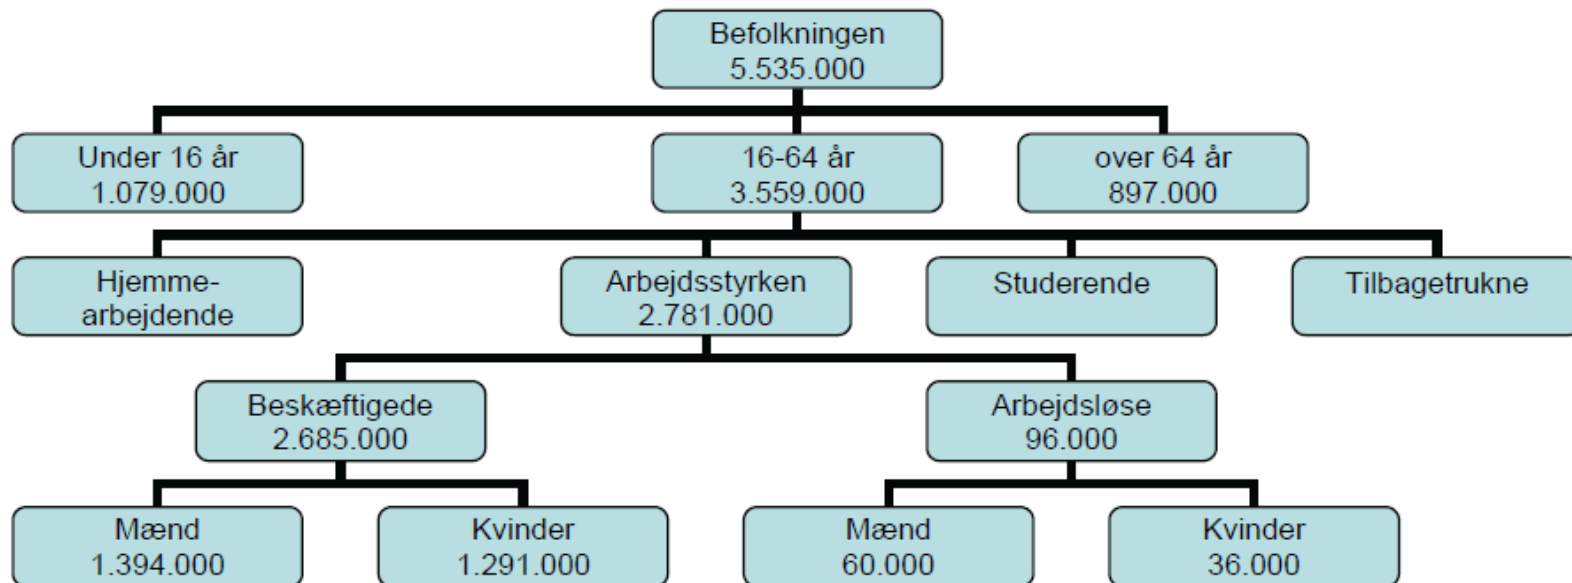 Befolkningen
5.535.000
Under 16 år
1.079.000
16-64 år
3.559.000
over 64 år
897.000
Hjemme-
arbejdende
Arbejdsstyrken
2.781.000
Studerende
Tilbagetrukne
Beskæftigede
2.685.000
Arbejdsløse
96.000
Mænd
1.394.000
Kvinder
1.291.000
Mænd
60.000
Kvinder
36.000